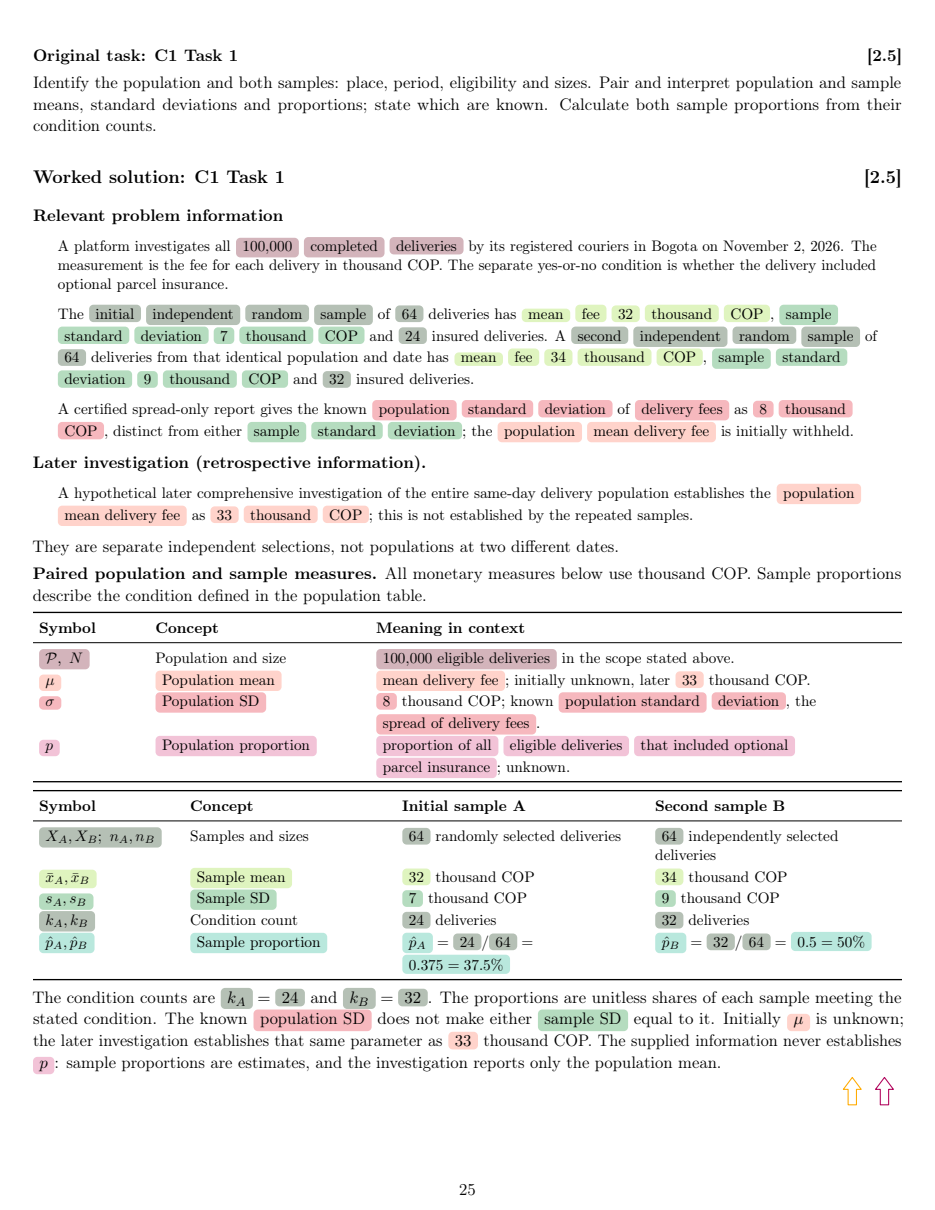 Original task: C1 Task 1 [2.5]
Identify the population and both samples: place, period, eligibility and sizes. Pair and interpret population and sample
means, standard deviations and proportions; state which are known. Calculate both sample proportions from their
condition counts.
Worked solution: C1 Task 1 [2.5]
Relevant problem information
A platform investigates all 100,000 completed deliveries by its registered couriers in Bogota on November 2, 2026. The
measurement is the fee for each delivery in thousand COP. The separate yes-or-no condition is whether the delivery included
optional parcel insurance.
The initial independent random sample of 64 deliveries has mean fee 32 thousand COP, sample
standard deviation 7 thousand COP and 24 insured deliveries. A second independent random sample of
64 deliveries from that identical population and date has mean fee 34 thousand COP, sample standard
deviation 9 thousand COP and 32 insured deliveries.
A certified spread-only report gives the known population standard deviation of delivery fees as 8 thousand
COP, distinct from either sample standard deviation; the population mean delivery fee is initially withheld.
Later investigation (retrospective information).
A hypothetical later comprehensive investigation of the entire same-day delivery population establishes the population
mean delivery fee as 33 thousand COP; this is not established by the repeated samples.
They are separate independent selections, not populations at two different dates.
Paired population and sample measures. All monetary measures below use thousand COP. Sample proportions
describe the condition defined in the population table.
Symbol Concept Meaning in context
𝒫, N Population and size 100,000 eligible deliveries in the scope stated above.
μ Population mean mean delivery fee; initially unknown, later 33 thousand COP.
σ Population SD 8 thousand COP; known population standard deviation, the
spread of delivery fees.
p Population proportion proportion of all eligible deliveries that included optional
parcel insurance; unknown.
Symbol Concept Initial sample A Second sample B
X_A, X_B; n_A, n_B Samples and sizes 64 randomly selected deliveries 64 independently selected
deliveries
x̄_A, x̄_B Sample mean 32 thousand COP 34 thousand COP
s_A, s_B Sample SD 7 thousand COP 9 thousand COP
k_A, k_B Condition count 24 deliveries 32 deliveries
p̂_A, p̂_B Sample proportion p̂_A = 24/64 = p̂_B = 32/64 = 0.5 = 50%
0.375 = 37.5%
The condition counts are k_A = 24 and k_B = 32. The proportions are unitless shares of each sample meeting the
stated condition. The known population SD does not make either sample SD equal to it. Initially μ is unknown;
the later investigation establishes that same parameter as 33 thousand COP. The supplied information never establishes
p: sample proportions are estimates, and the investigation reports only the population mean.
25